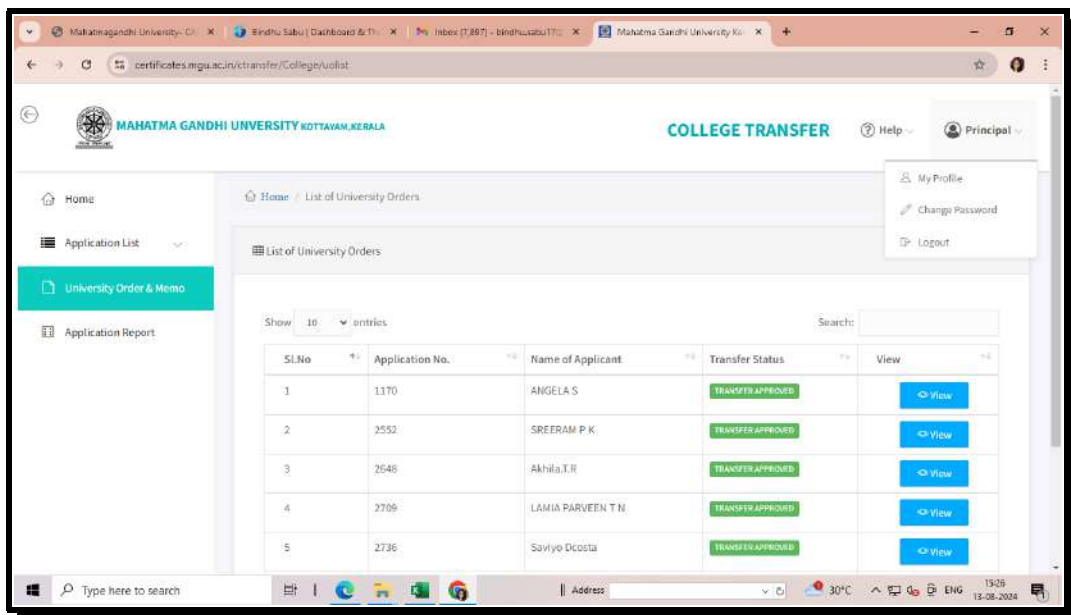 Mahatmagandhi University- 
Bindhu Sabu | Dashboard & Th
Inbox (7,897) - bindhusabu17
Mahatma Gandhi University Ko
certificates.mgu.ac.in/ctransfer/College/uolist
MAHATMA GANDHI UNVERSITY KOTTAYAM,KERALA
COLLEGE TRANSFER
Help
Principal
My Profile
Change Password
Logout
Home
Application List
University Order & Memo
Application Report
Home / List of University Orders
List of University Orders
Show 10 entries
Search:
Sl.No Application No. Name of Applicant Transfer Status View
1 1170 ANGELA S TRANSFER APPROVED View
2 2552 SREERAM P K TRANSFER APPROVED View
3 2648 Akhila.T.R TRANSFER APPROVED View
4 2709 LAMIA PARVEEN T N TRANSFER APPROVED View
5 2736 Saviyo Dcosta TRANSFER APPROVED View
Type here to search
Address
30°C
ENG
15:26
13-08-2024